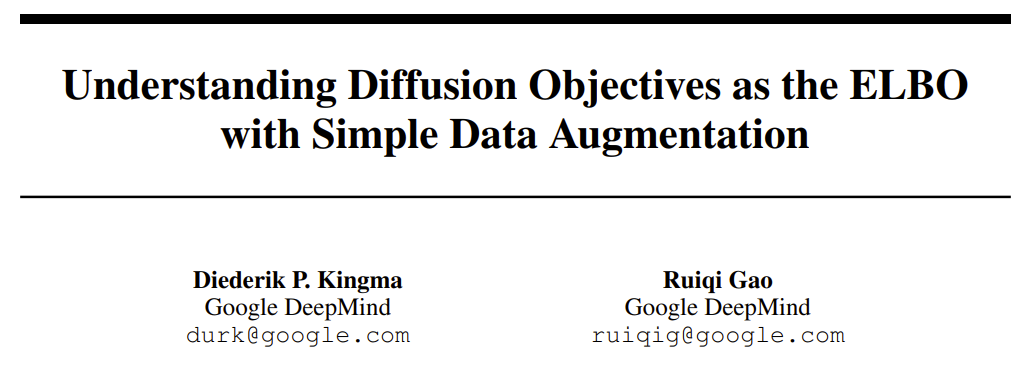 Understanding Diffusion Objectives as the ELBO
with Simple Data Augmentation
Diederik P. Kingma
Google DeepMind
durk@google.com
Ruiqi Gao
Google DeepMind
ruiqig@google.com